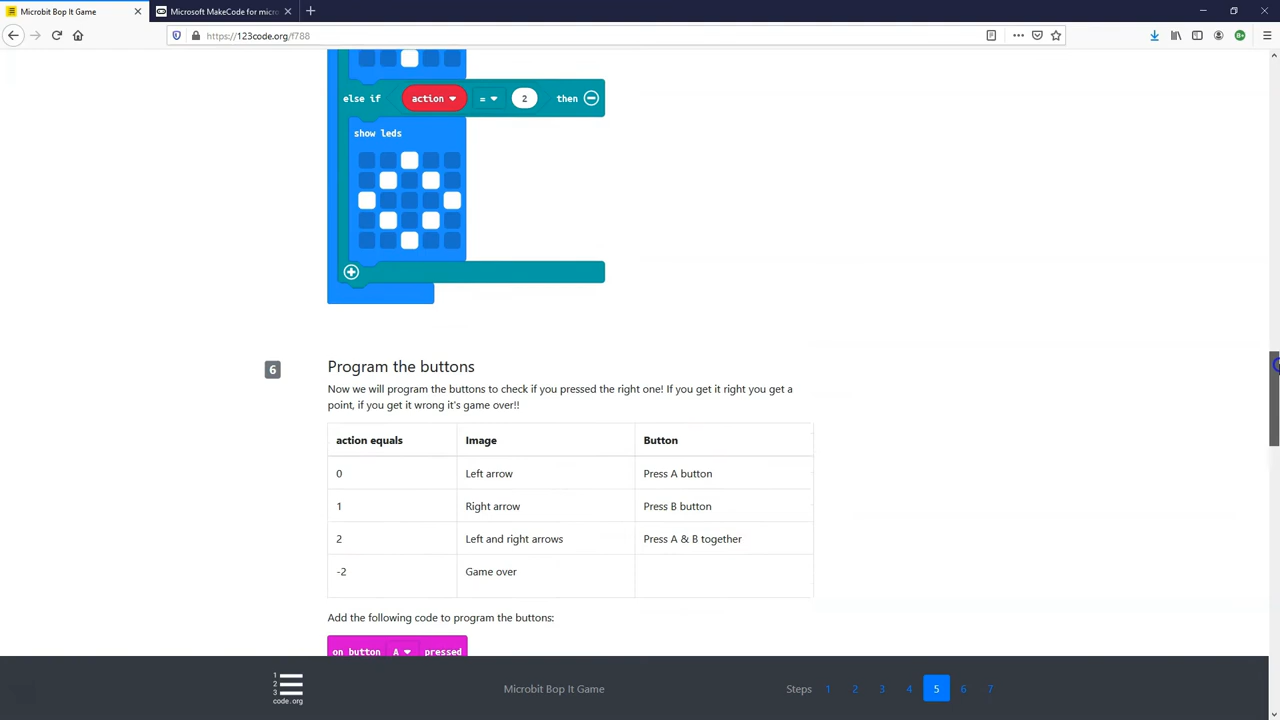 Microbit Bop It Game
Microsoft MakeCode for micro
https://123code.org/f788
else if action = 2 then
show leds
6
Program the buttons
Now we will program the buttons to check if you pressed the right one! If you get it right you get a
point, if you get it wrong it's game over!!
action equals Image Button
0 Left arrow Press A button
1 Right arrow Press B button
2 Left and right arrows Press A & B together
-2 Game over
Add the following code to program the buttons:
on button A pressed
1
2
3
code.org
Microbit Bop It Game
Steps 1 2 3 4 5 6 7